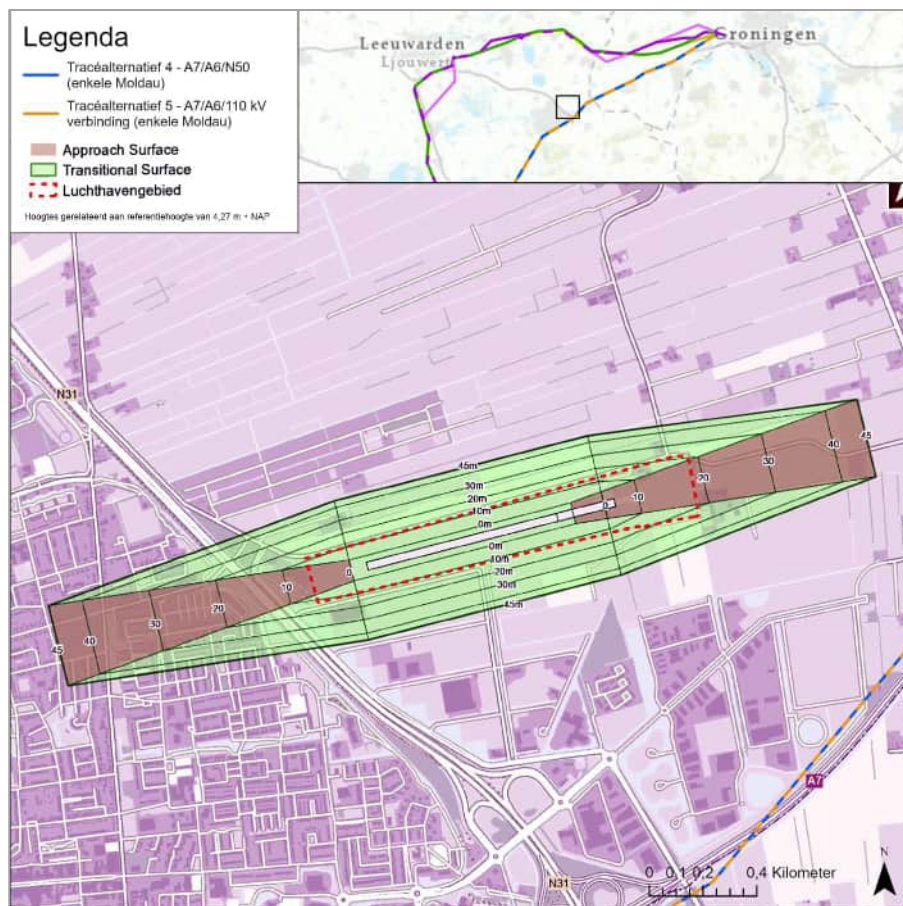 Legenda
Tracéalternatief 4 - A7/A6/N50
(enkele Moldau)
Tracéalternatief 5 - A7/A6/110 kV
verbinding (enkele Moldau)
Approach Surface
Transitional Surface
Luchthavengebied
Hoogtes gerelateerd aan referentiehoogte van 4,27 m + NAP
Leeuwarden
Ljouwert
Groningen
N31
45m
30m
20m
10m
0m
0m
10m
20m
30m
45m
0
10
20
30
40
45
0
10
20
30
40
45
A7
N31
0 0,1 0,2 0,4 Kilometer
N